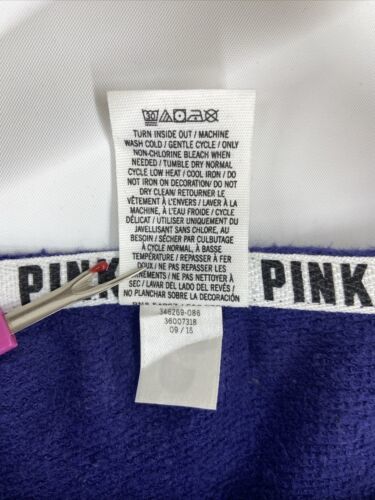 30
TURN INSIDE OUT / MACHINE
WASH COLD / GENTLE CYCLE / ONLY
NON-CHLORINE BLEACH WHEN
NEEDED / TUMBLE DRY NORMAL
CYCLE LOW HEAT / COOL IRON / DO
NOT IRON ON DECORATION/ DO NOT
DRY CLEAN/ RETOURNER LE
VÊTEMENT À L'ENVERS / LAVER À LA
MACHINE, À L'EAU FROIDE / CYCLE
DÉLICAT / UTILISER UNIQUEMENT DU
JAVELLISANT SANS CHLORE, AU
BESOIN / SÉCHER PAR CULBUTAGE
À CYCLE NORMAL, À BASSE
TEMPÉRATURE / REPASSER À FER
DOUX / NE PAS REPASSER LES
/ NE PAS NETTOYER À
SEC / LAVAR DEL LADO DEL REVÉS /
NO PLANCHAR SOBRE LA DECORACIÓN
PINK PINK
346269-086
36007318
09 / 15